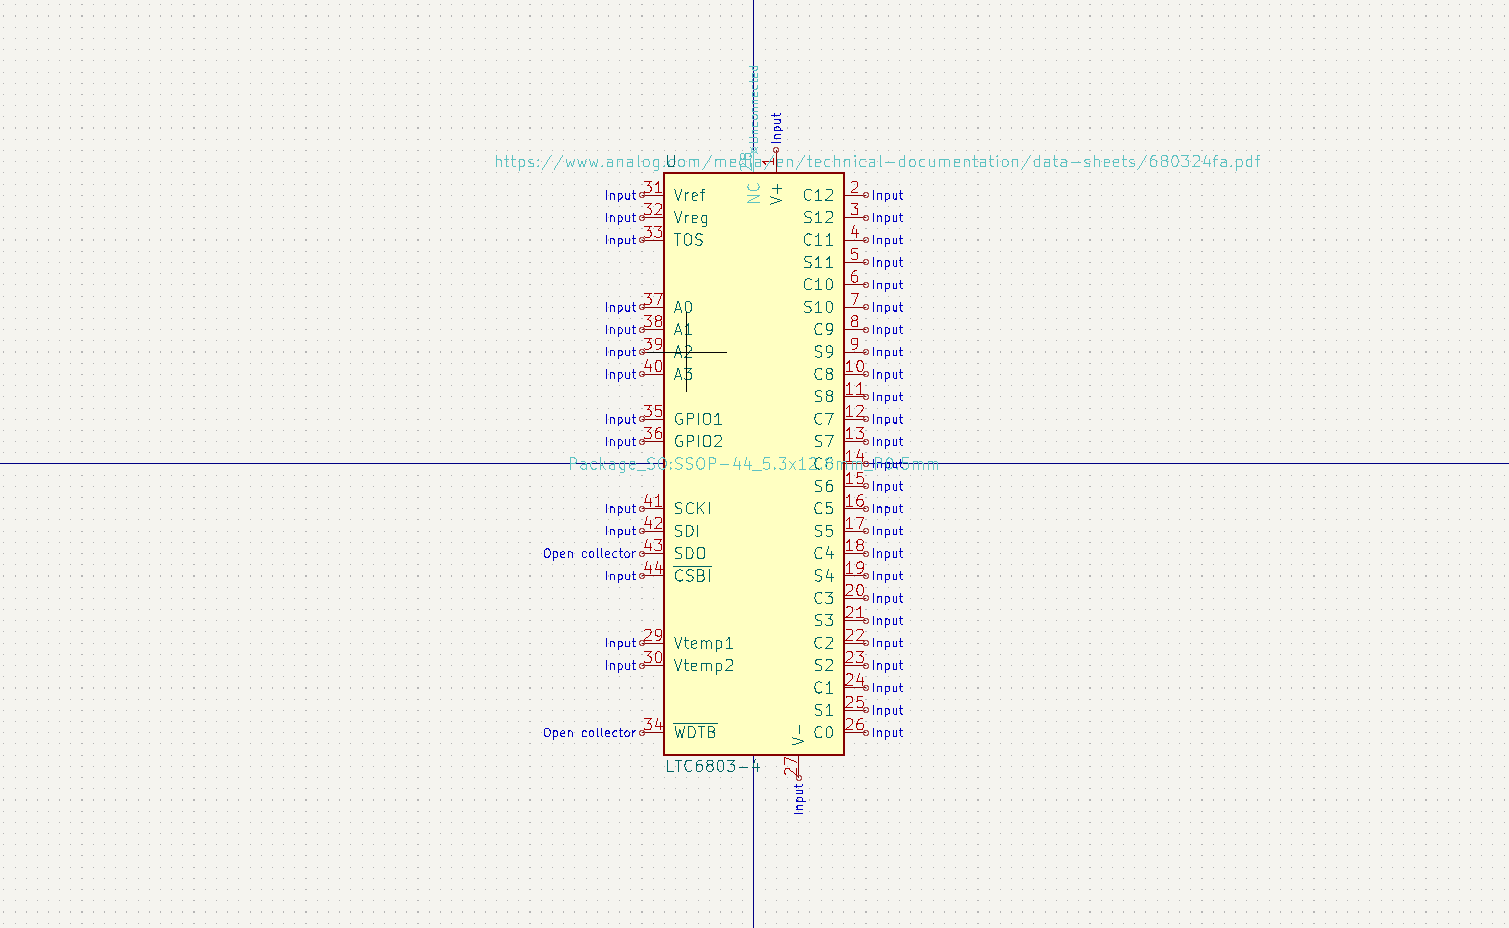 Unconnected
Input
https://www.analog.com/media/en/technical-documentation/data-sheets/680324fa.pdf
U
28
1
NC
V+
Input 31 Vref C12 2 Input
Input 32 Vreg S12 3 Input
Input 33 TOS C11 4 Input
S11 5 Input
C10 6 Input
Input 37 A0 S10 7 Input
Input 38 A1 C9 8 Input
Input 39 A2 S9 9 Input
Input 40 A3 C8 10 Input
S8 11 Input
Input 35 GPIO1 C7 12 Input
Input 36 GPIO2 S7 13 Input
C6 14 Input
Package_SO:SSOP-44_5.3x12.8mm_P0.5mm
S6 15 Input
Input 41 SCKI C5 16 Input
Input 42 SDI S5 17 Input
Open collector 43 SDO C4 18 Input
Input 44 CSBI S4 19 Input
C3 20 Input
S3 21 Input
Input 29 Vtemp1 C2 22 Input
Input 30 Vtemp2 S2 23 Input
C1 24 Input
S1 25 Input
Open collector 34 WDTB V- C0 26 Input
LTC6803-4
27
Input